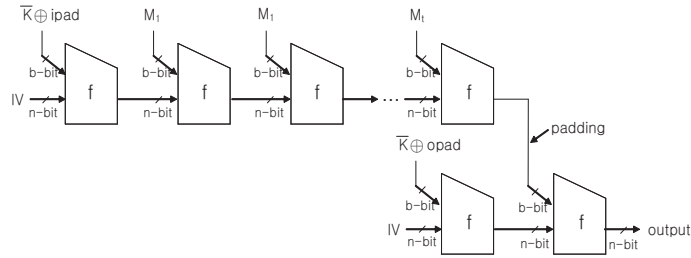 K̅⊕ipad M₁ M₁ Mₜ
b-bit b-bit b-bit b-bit
f f f f
IV ...
n-bit n-bit n-bit n-bit
padding
K̅⊕opad
b-bit b-bit
f f
IV output
n-bit n-bit n-bit